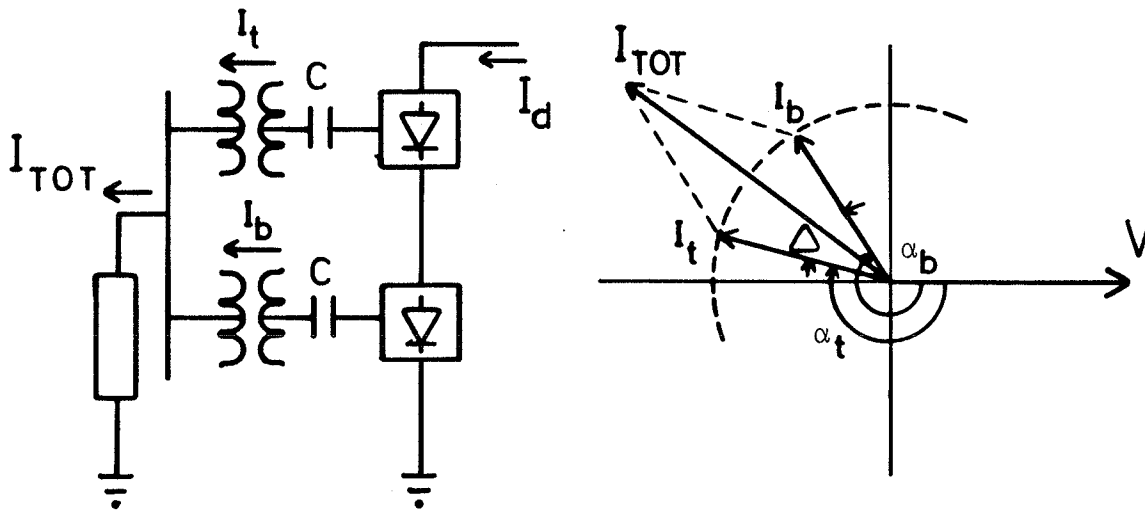 I_t
C
I_d
I_TOT
I_b
C
I_TOT
I_b
I_t
Δ
α_b
V
α_t